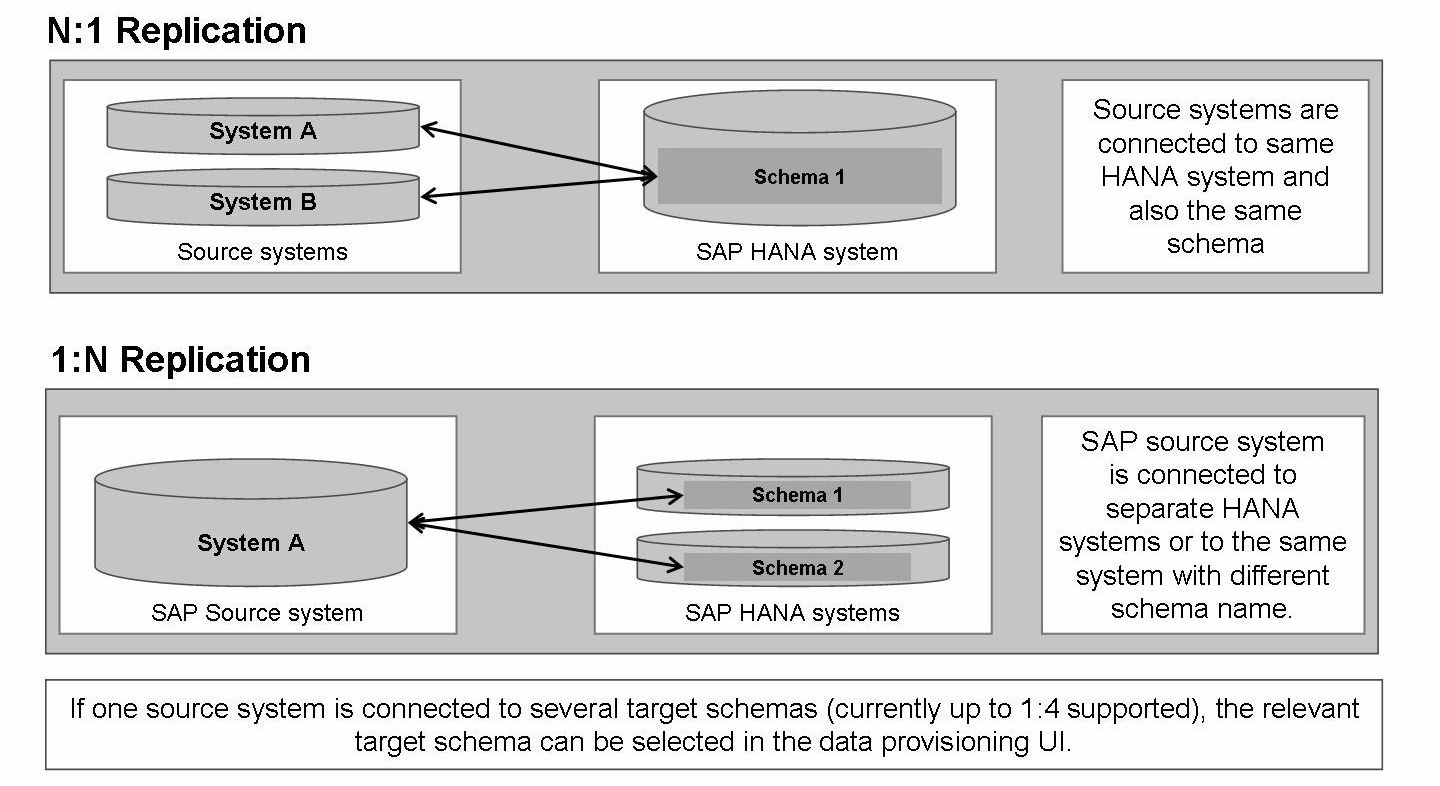 N:1 Replication
System A
System B
Source systems
Schema 1
SAP HANA system
Source systems are
connected to same
HANA system and
also the same
schema
1:N Replication
System A
SAP Source system
Schema 1
Schema 2
SAP HANA systems
SAP source system
is connected to
separate HANA
systems or to the same
system with different
schema name.
If one source system is connected to several target schemas (currently up to 1:4 supported), the relevant
target schema can be selected in the data provisioning UI.